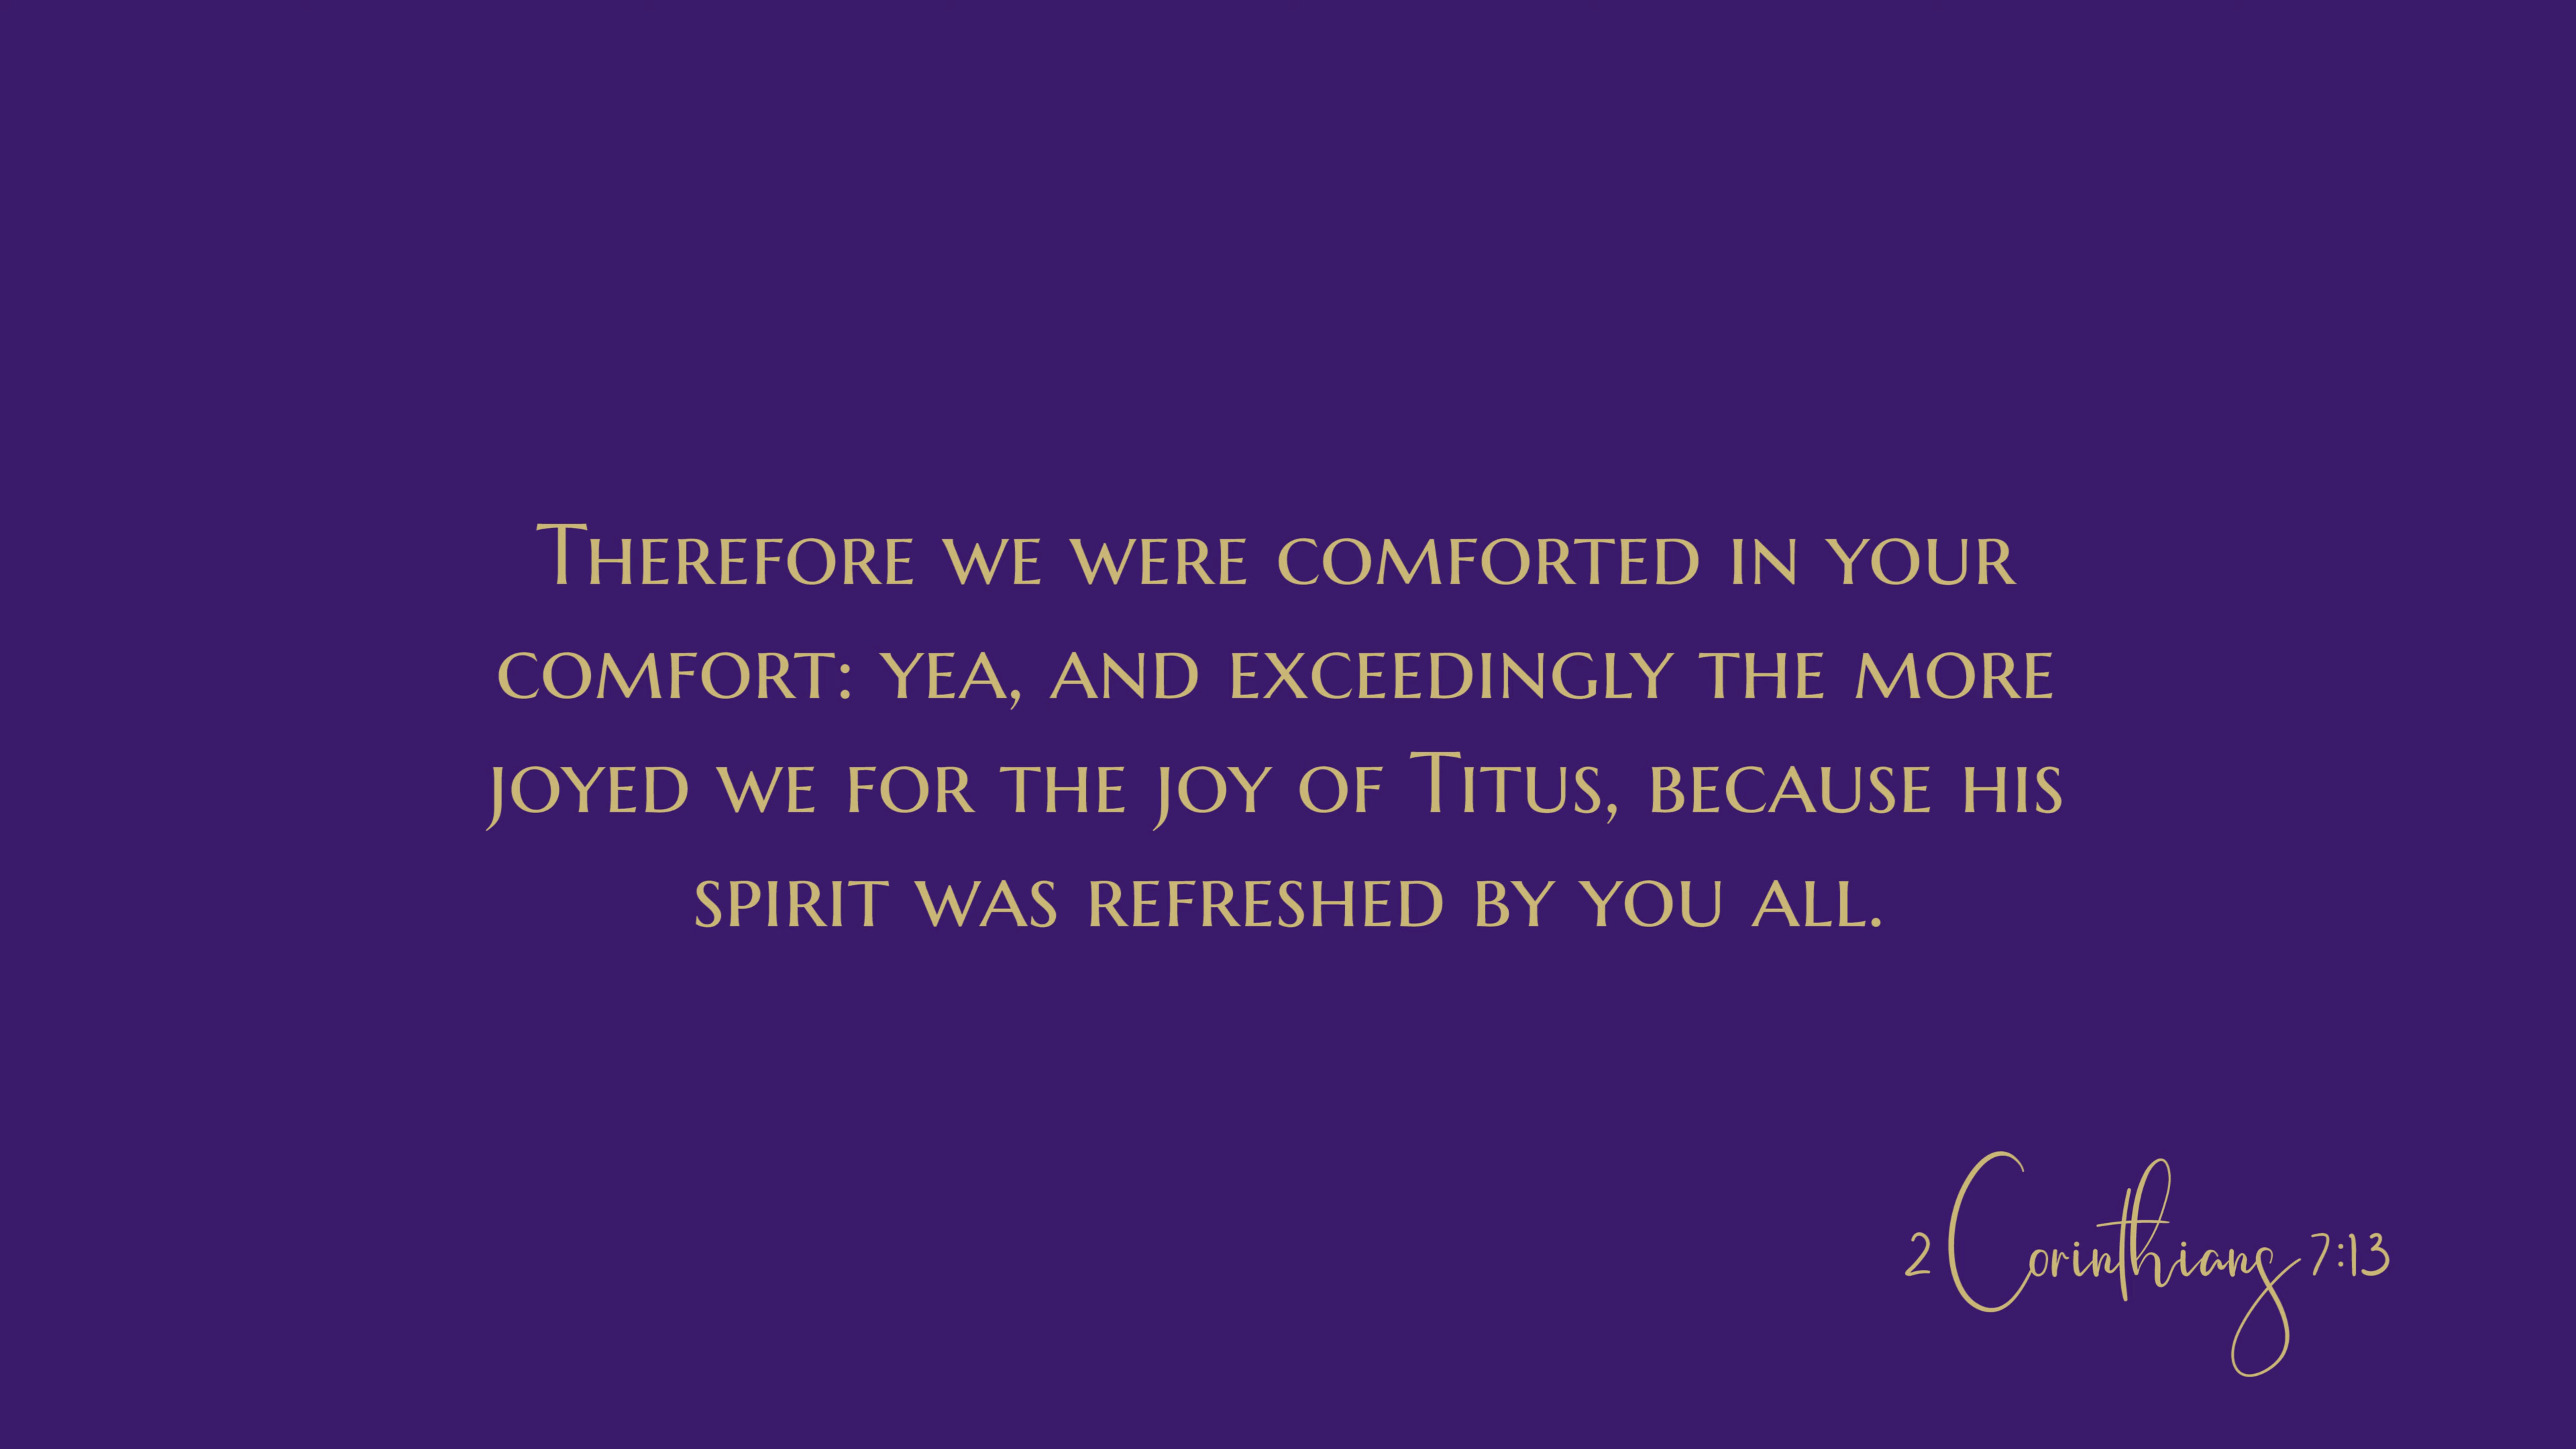 Therefore we were comforted in your
comfort: yea, and exceedingly the more
joyed we for the joy of Titus, because his
spirit was refreshed by you all.
2 Corinthians 7:13